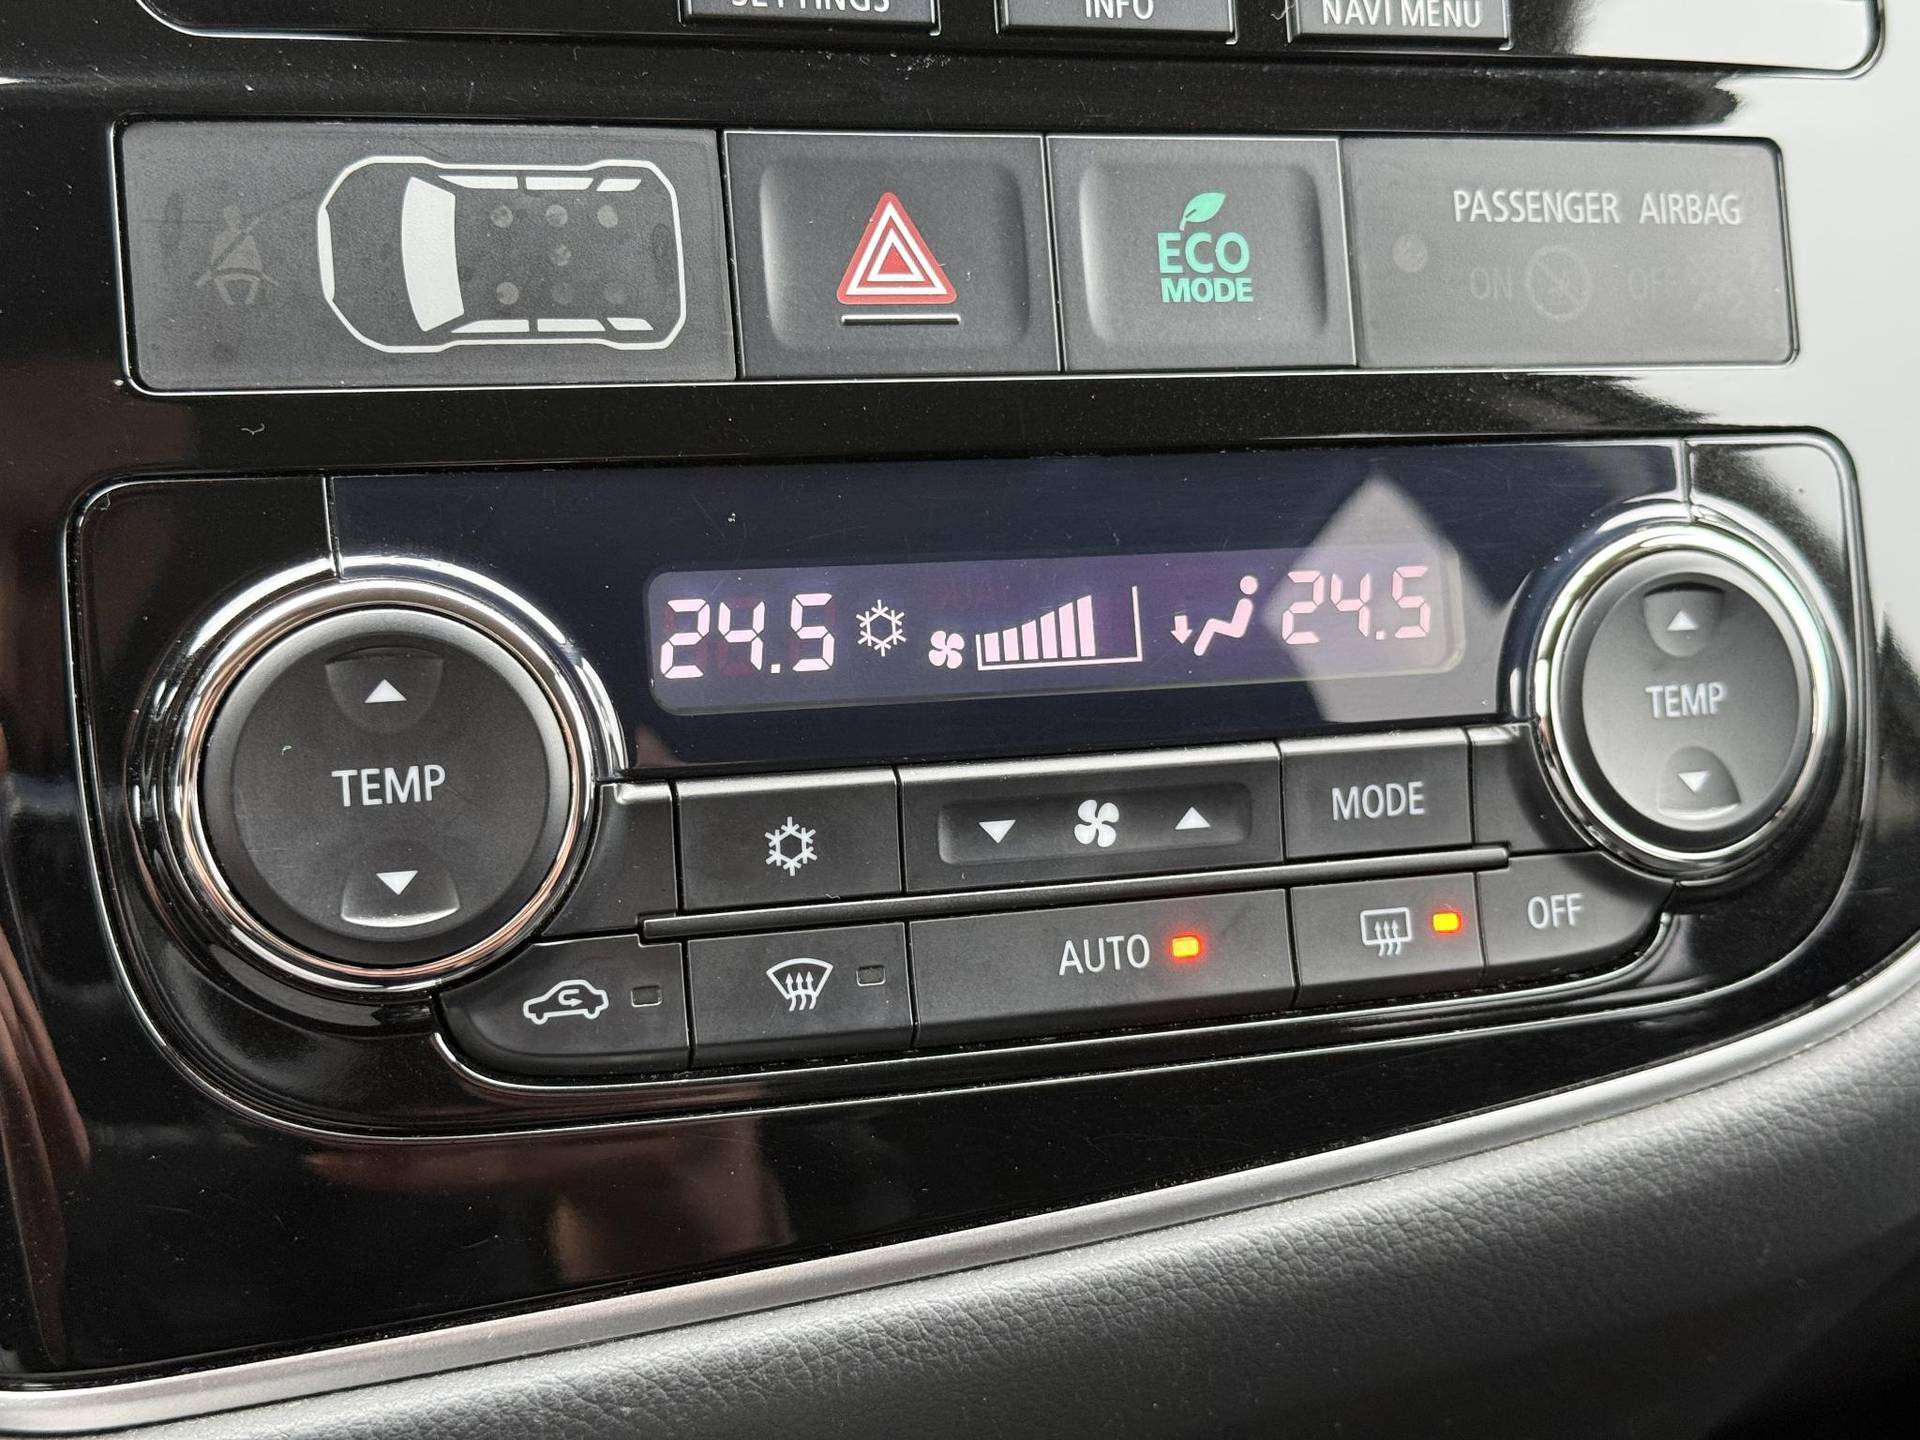 SETTINGS
INFO
NAVI MENU
ECO
MODE
PASSENGER AIRBAG
ON OFF
24.5
24.5
TEMP
TEMP
MODE
AUTO
OFF